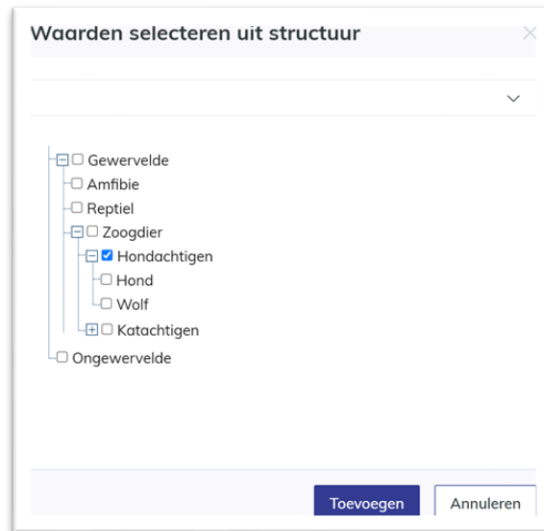 Waarden selecteren uit structuur
Gewervelde
Amfibie
Reptiel
Zoogdier
Hondachtigen
Hond
Wolf
Katachtigen
Ongewervelde
Toevoegen
Annuleren